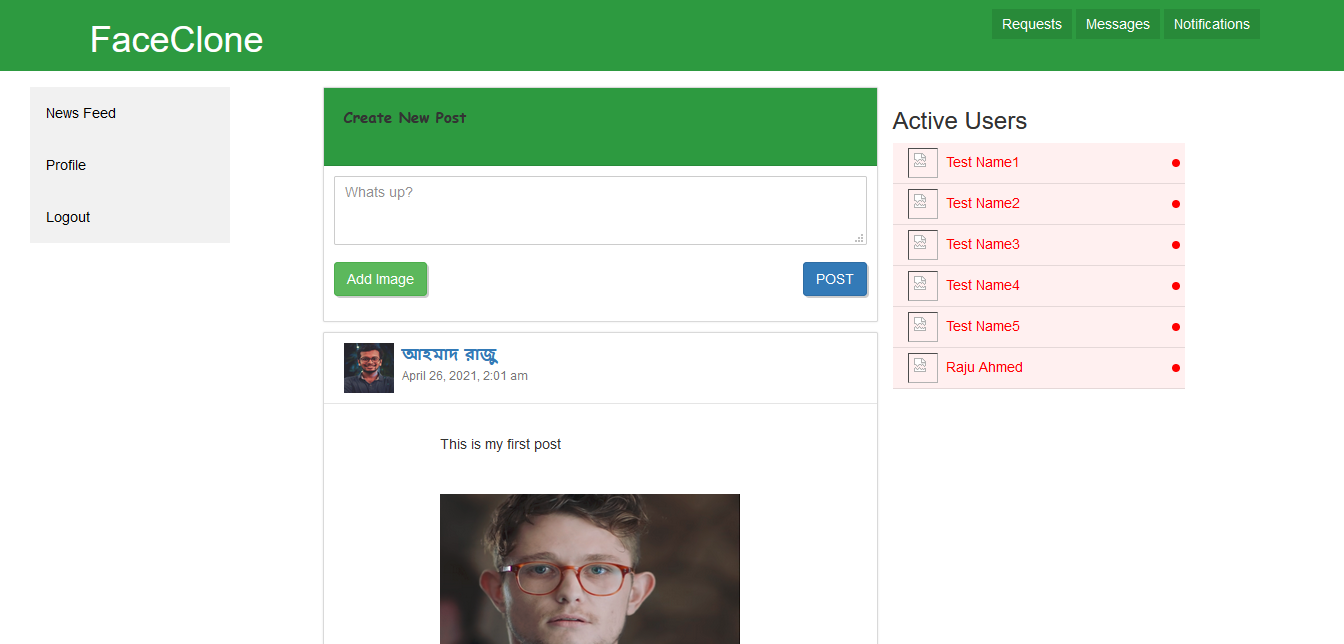 FaceClone
Requests
Messages
Notifications
News Feed
Profile
Logout
Create New Post
Whats up?
Add Image
POST
আহমাদ রাজু
April 26, 2021, 2:01 am
This is my first post
Active Users
Test Name1
Test Name2
Test Name3
Test Name4
Test Name5
Raju Ahmed